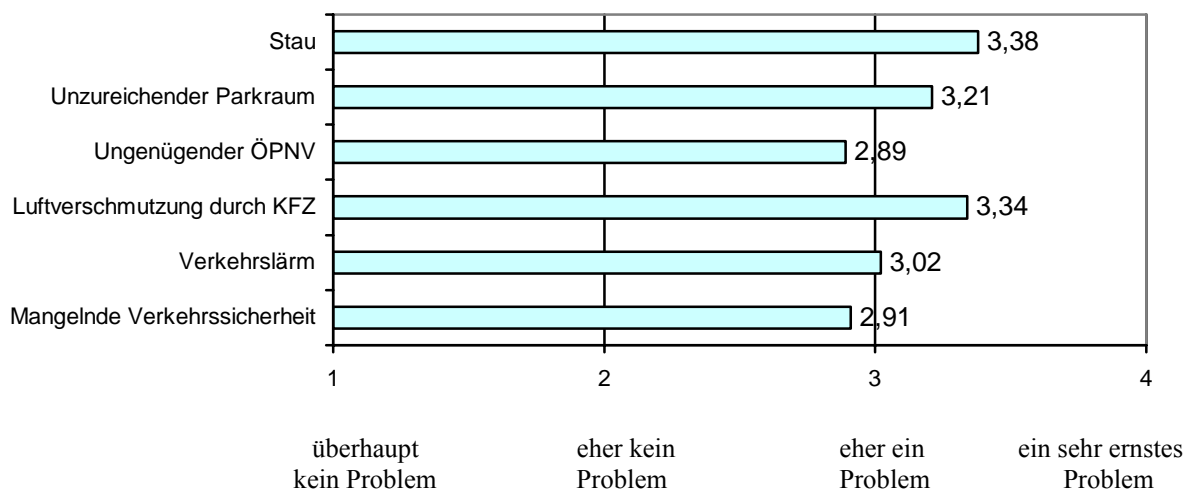 Stau 3,38
Unzureichender Parkraum 3,21
Ungenügender ÖPNV 2,89
Luftverschmutzung durch KFZ 3,34
Verkehrslärm 3,02
Mangelnde Verkehrssicherheit 2,91
1 2 3 4
überhaupt eher kein eher ein ein sehr ernstes
kein Problem Problem Problem Problem